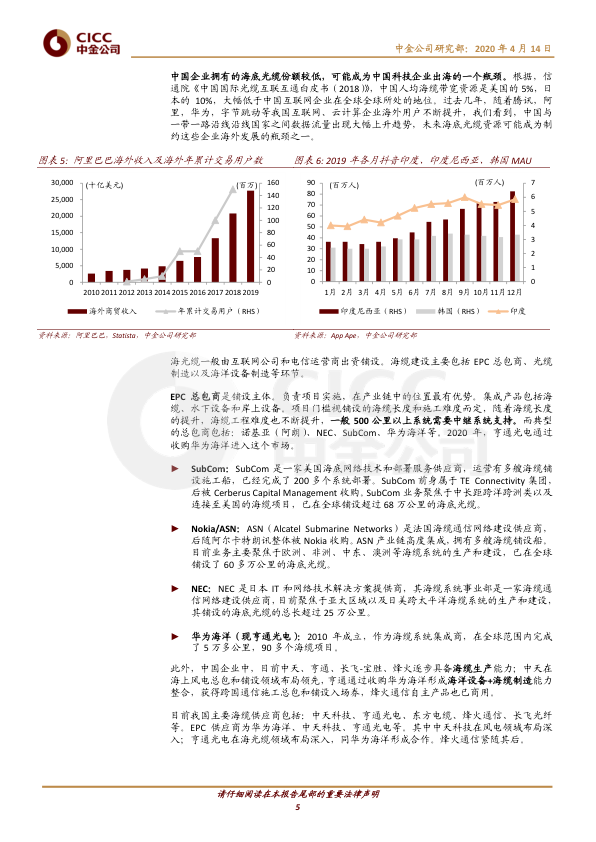 CICC
中金公司
中金公司研究部：2020 年 4 月 14 日
中国企业拥有的海底光缆份额较低，可能成为中国科技企业出海的一个瓶颈。根据，信
通院《中国国际光缆互联互通白皮书（2018）》，中国人均海缆带宽资源是美国的 5%，日
本的 10%，大幅低于中国互联网企业在全球全球所处的地位。过去几年，随着腾讯，阿
里，华为，字节跳动等我国互联网、云计算企业海外用户不断提升，我们看到，中国与
一带一路沿线沿线国家之间数据流量出现大幅上升趋势，未来海底光缆资源可能成为制
约这些企业海外发展的瓶颈之一。
图表 5：阿里巴巴海外收入及海外年累计交易用户数
图表 6: 2019 年各月抖音印度，印度尼西亚，韩国 MAU
(十亿美元)
(百万)
30,000
25,000
20,000
15,000
10,000
5,000
0
160
140
120
100
80
60
40
20
0
2010 2011 2012 2013 2014 2015 2016 2017 2018 2019
海外商贸收入
年累计交易用户（RHS）
(百万人)
(百万人)
90
80
70
60
50
40
30
20
10
0
7
6
5
4
3
2
1
0
1月 2月 3月 4月 5月 6月 7月 8月 9月 10月 11月 12月
印度尼西亚（RHS）
韩国（RHS）
印度
资料来源：阿里巴巴，Statista，中金公司研究部
资料来源：App Ape，中金公司研究部
海光缆一般由互联网公司和电信运营商出资铺设。海缆建设主要包括 EPC 总包商、光缆
制造以及海洋设备制造等环节。
EPC 总包商是铺设主体，负责项目实施，在产业链中的位置最有优势。集成产品包括海
缆、水下设备和岸上设备。项目门槛视铺设的海缆长度和施工难度而定，随着海缆长度
的提升，海缆工程难度也不断提升，一般 500 公里以上系统需要中继系统支持。而典型
的总包商包括：诺基亚（阿朗）、NEC、SubCom、华为海洋等。2020 年，亨通光电通过
收购华为海洋进入这个市场。
► SubCom：SubCom 是一家美国海底网络技术和部署服务供应商，运营有多艘海缆铺
设施工船，已经完成了 200 多个系统部署。SubCom 前身属于 TE Connectivity 集团，
后被 Cerberus Capital Management 收购。SubCom 业务聚焦于中长距跨洋跨洲类以及
连接至美国的海缆项目，已在全球铺设超过 68 万公里的海底光缆。
► Nokia/ASN：ASN（Alcatel Submarine Networks）是法国海缆通信网络建设供应商，
后随阿尔卡特朗讯整体被 Nokia 收购。ASN 产业链高度集成，拥有多艘海缆铺设船。
目前业务主要聚焦于欧洲、非洲、中东、澳洲等海缆系统的生产和建设，已在全球
铺设了 60 多万公里的海底光缆。
► NEC：NEC 是日本 IT 和网络技术解决方案提供商，其海缆系统事业部是一家海缆通
信网络建设供应商，目前聚焦于亚太区域以及日美跨太平洋海缆系统的生产和建设，
其铺设的海底光缆的总长超过 25 万公里。
► 华为海洋（现亨通光电）：2010 年成立，作为海缆系统集成商，在全球范围内完成
了 5 万多公里，90 多个海缆项目。
此外，中国企业中，目前中天、亨通、长飞-宝胜、烽火逐步具备海缆生产能力；中天在
海上风电总包和铺设领域布局领先，亨通通过收购华为海洋形成海洋设备+海缆制造能力
整合，获得跨国通信施工总包和铺设入场券，烽火通信自主产品也已商用。
目前我国主要海缆供应商包括：中天科技、亨通光电、东方电缆、烽火通信、长飞光纤
等。EPC 供应商为华为海洋、中天科技、亨通光电等。其中中天科技在风电领域布局深
入；亨通光电在海光缆领域布局深入，同华为海洋形成合作。烽火通信紧随其后。
请仔细阅读在本报告尾部的重要法律声明
5